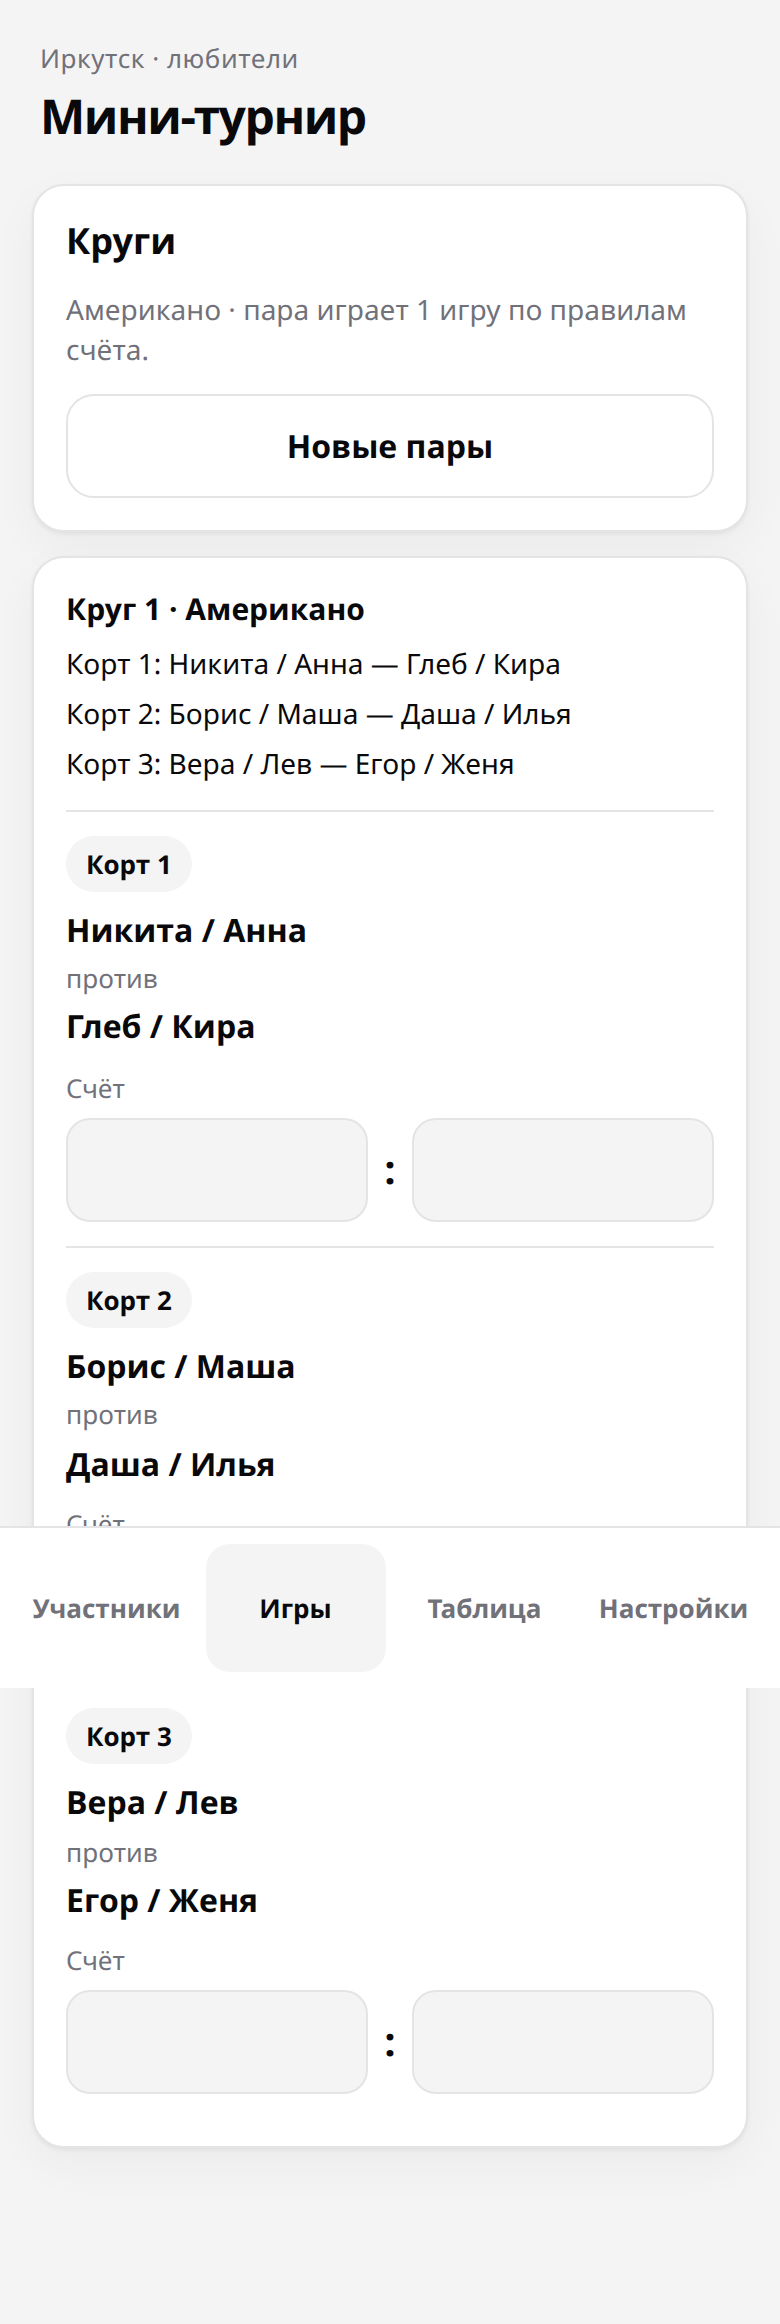 Иркутск · любители
Мини-турнир
Круги
Американо · пара играет 1 игру по правилам
счёта.
Новые пары
Круг 1 · Американо
Корт 1: Никита / Анна — Глеб / Кира
Корт 2: Борис / Маша — Даша / Илья
Корт 3: Вера / Лев — Егор / Женя
Корт 1
Никита / Анна
против
Глеб / Кира
Счёт
:
Корт 2
Борис / Маша
против
Даша / Илья
Счёт
Участники Игры Таблица Настройки
Корт 3
Вера / Лев
против
Егор / Женя
Счёт
: